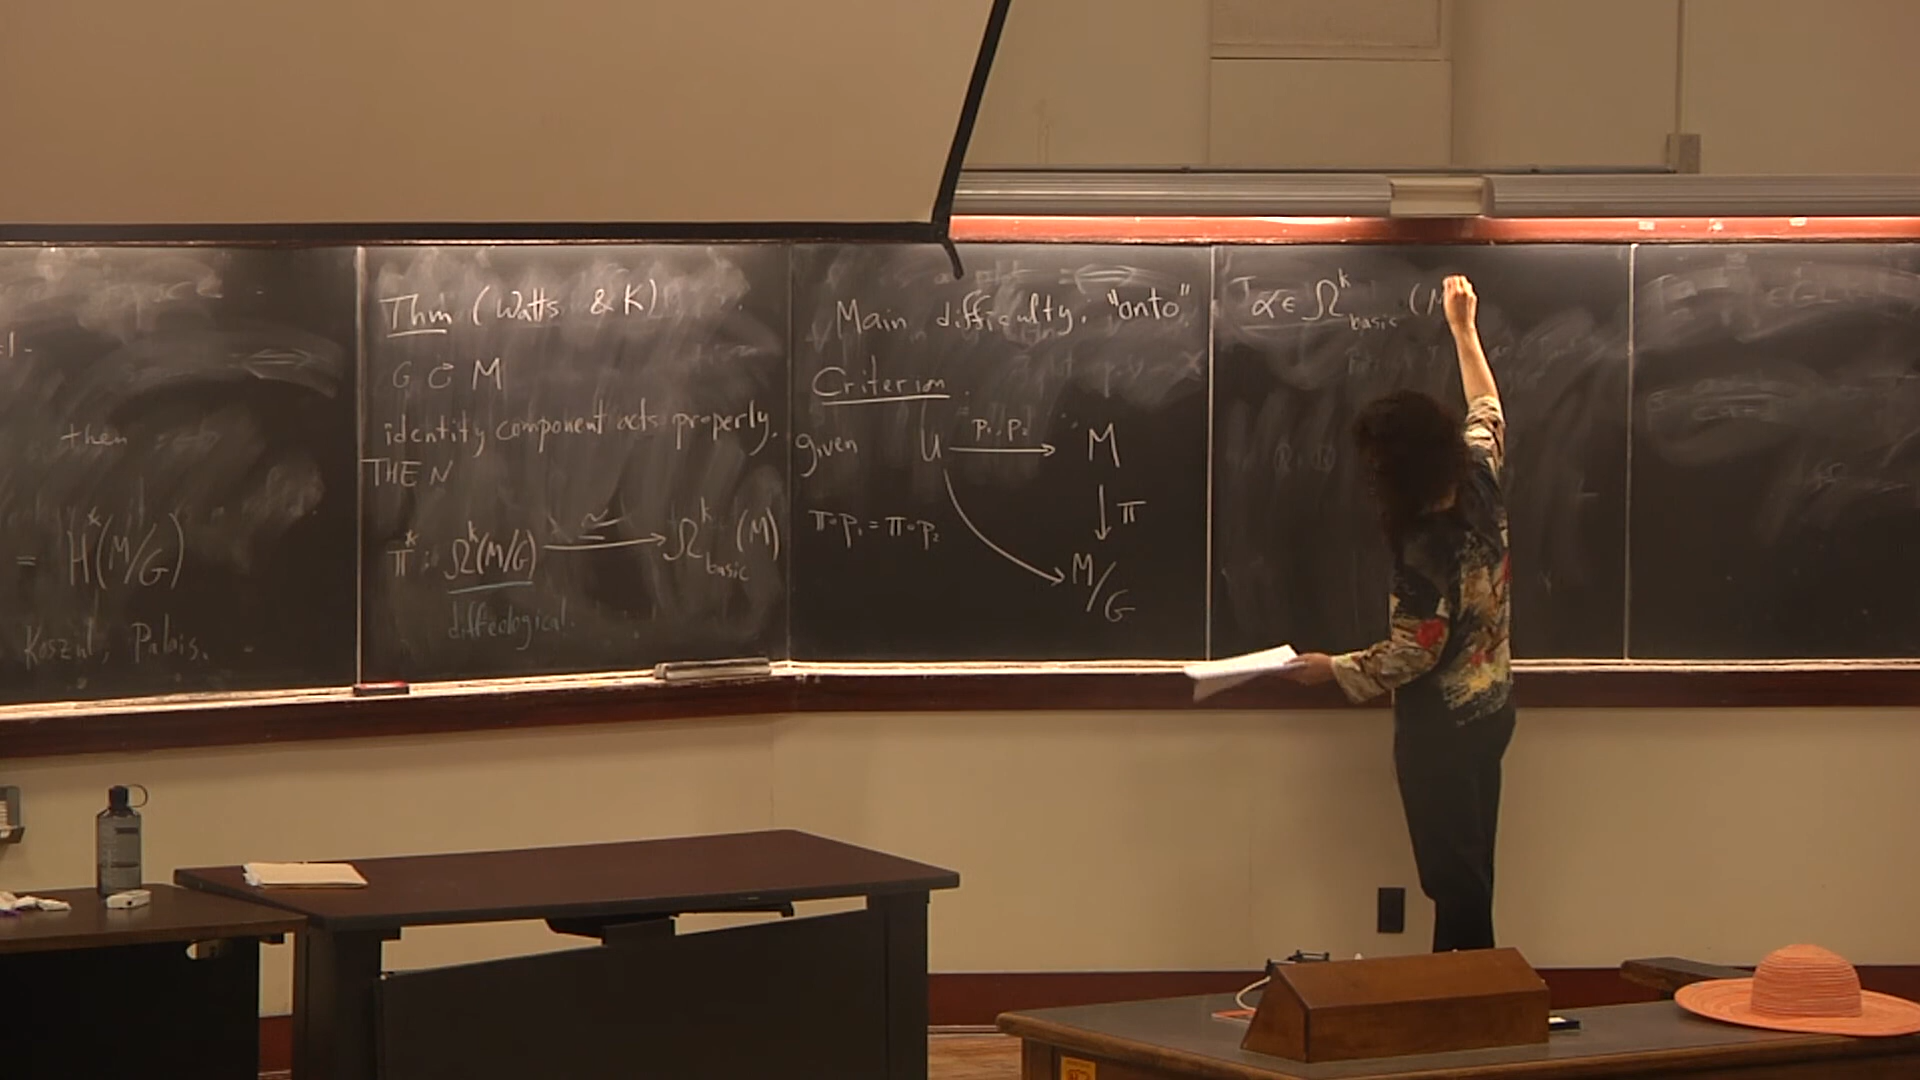 then
= H*(M/G)
Koszul, Palais.
Thm (Watts & K)
G ↻ M
identity component acts properly.
THEN
π* : Ω^k(M/G) ≅→ Ω^k_basic (M)
diffeological.
Main difficulty: "onto"
Criterion
given U p₁, p₂ → M
↓ π
π∘p₁ = π∘p₂
M/G
α ∈ Ω^k_basic (M